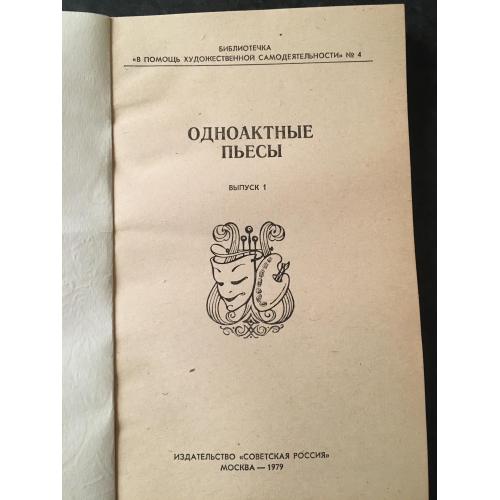 БИБЛИОТЕЧКА
«В ПОМОЩЬ ХУДОЖЕСТВЕННОЙ САМОДЕЯТЕЛЬНОСТИ» № 4
ОДНОАКТНЫЕ
ПЬЕСЫ
ВЫПУСК 1
ИЗДАТЕЛЬСТВО «СОВЕТСКАЯ РОССИЯ»
МОСКВА — 1979